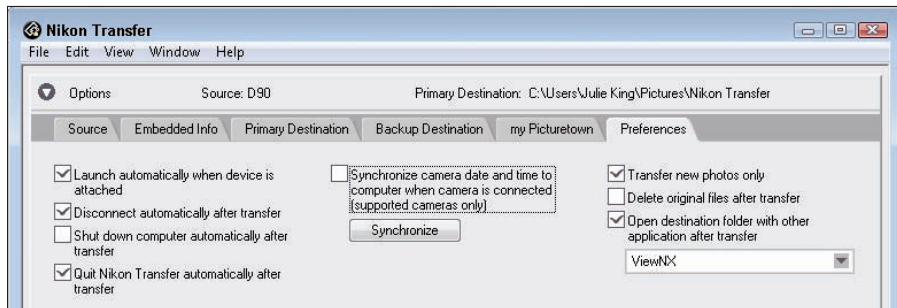 Nikon Transfer
File Edit View Window Help
Options Source: D90 Primary Destination: C:\Users\Julie King\Pictures\Nikon Transfer
Source Embedded Info Primary Destination Backup Destination my Picturetown Preferences
Launch automatically when device is
attached
Disconnect automatically after transfer
Shut down computer automatically after
transfer
Quit Nikon Transfer automatically after
transfer
Synchronize camera date and time to
computer when camera is connected
(supported cameras only)
Synchronize
Transfer new photos only
Delete original files after transfer
Open destination folder with other
application after transfer
ViewNX